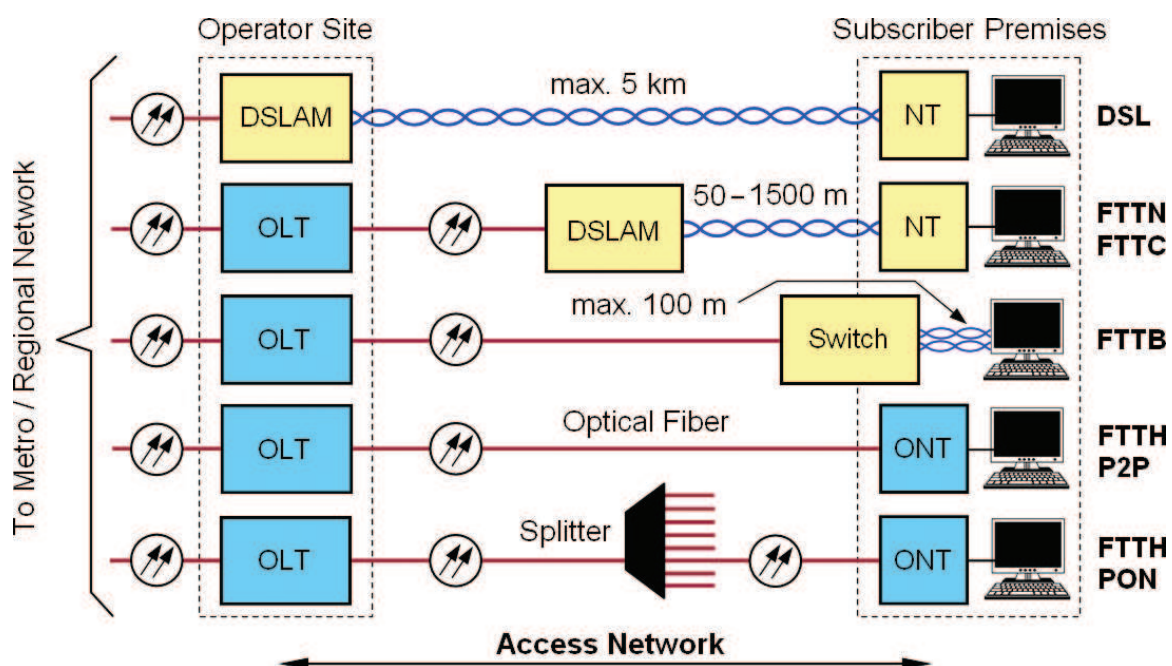 Operator Site
Subscriber Premises
To Metro / Regional Network
DSLAM
max. 5 km
NT
DSL
OLT
DSLAM
50–1500 m
NT
FTTN
FTTC
OLT
max. 100 m
Switch
FTTB
OLT
Optical Fiber
ONT
FTTH
P2P
OLT
Splitter
ONT
FTTH
PON
Access Network